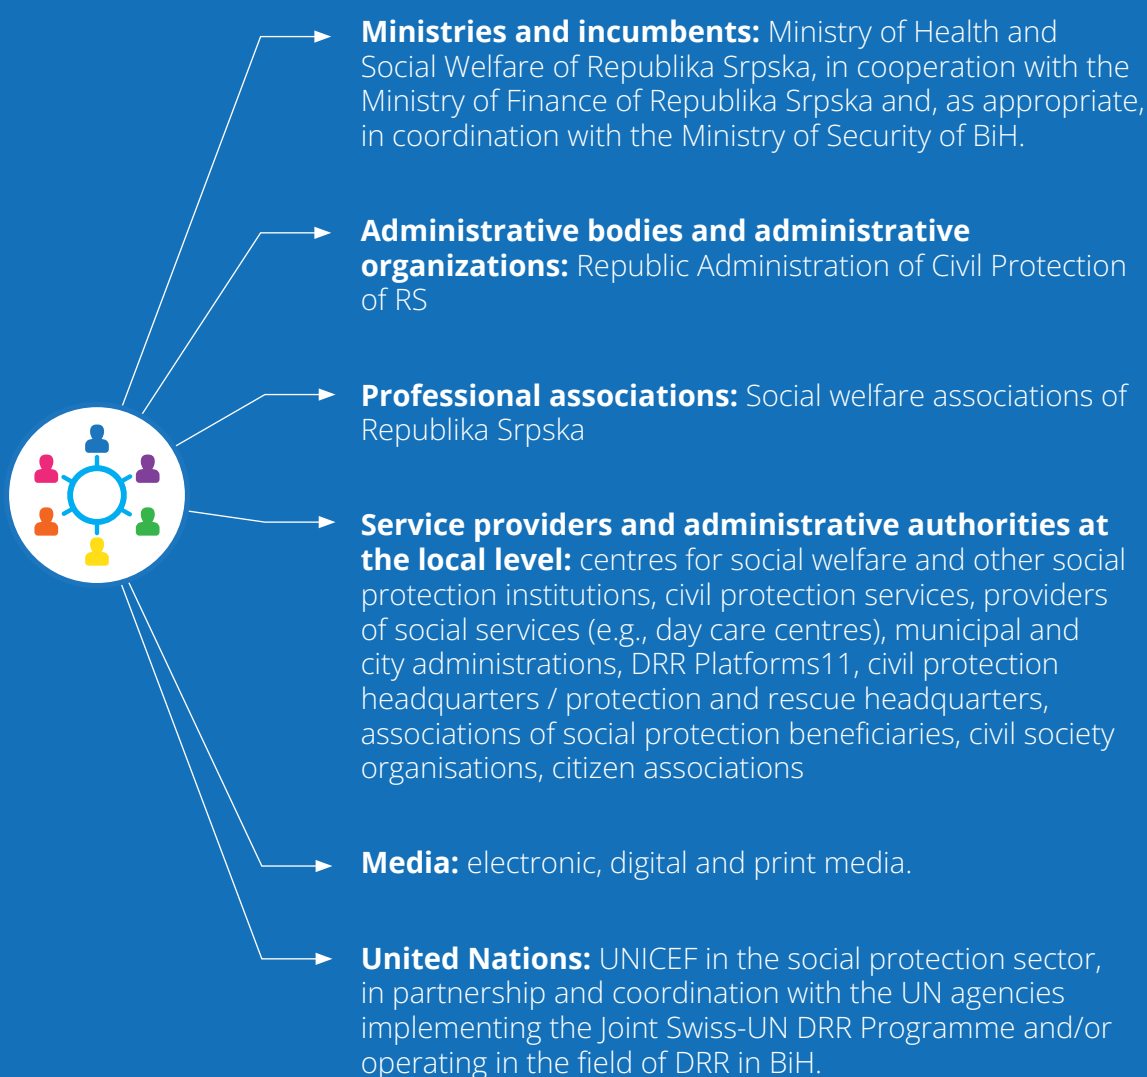 Ministries and incumbents: Ministry of Health and
Social Welfare of Republika Srpska, in cooperation with the
Ministry of Finance of Republika Srpska and, as appropriate,
in coordination with the Ministry of Security of BiH.
Administrative bodies and administrative
organizations: Republic Administration of Civil Protection
of RS
Professional associations: Social welfare associations of
Republika Srpska
Service providers and administrative authorities at
the local level: centres for social welfare and other social
protection institutions, civil protection services, providers
of social services (e.g., day care centres), municipal and
city administrations, DRR Platforms11, civil protection
headquarters / protection and rescue headquarters,
associations of social protection beneficiaries, civil society
organisations, citizen associations
Media: electronic, digital and print media.
United Nations: UNICEF in the social protection sector,
in partnership and coordination with the UN agencies
implementing the Joint Swiss-UN DRR Programme and/or
operating in the field of DRR in BiH.